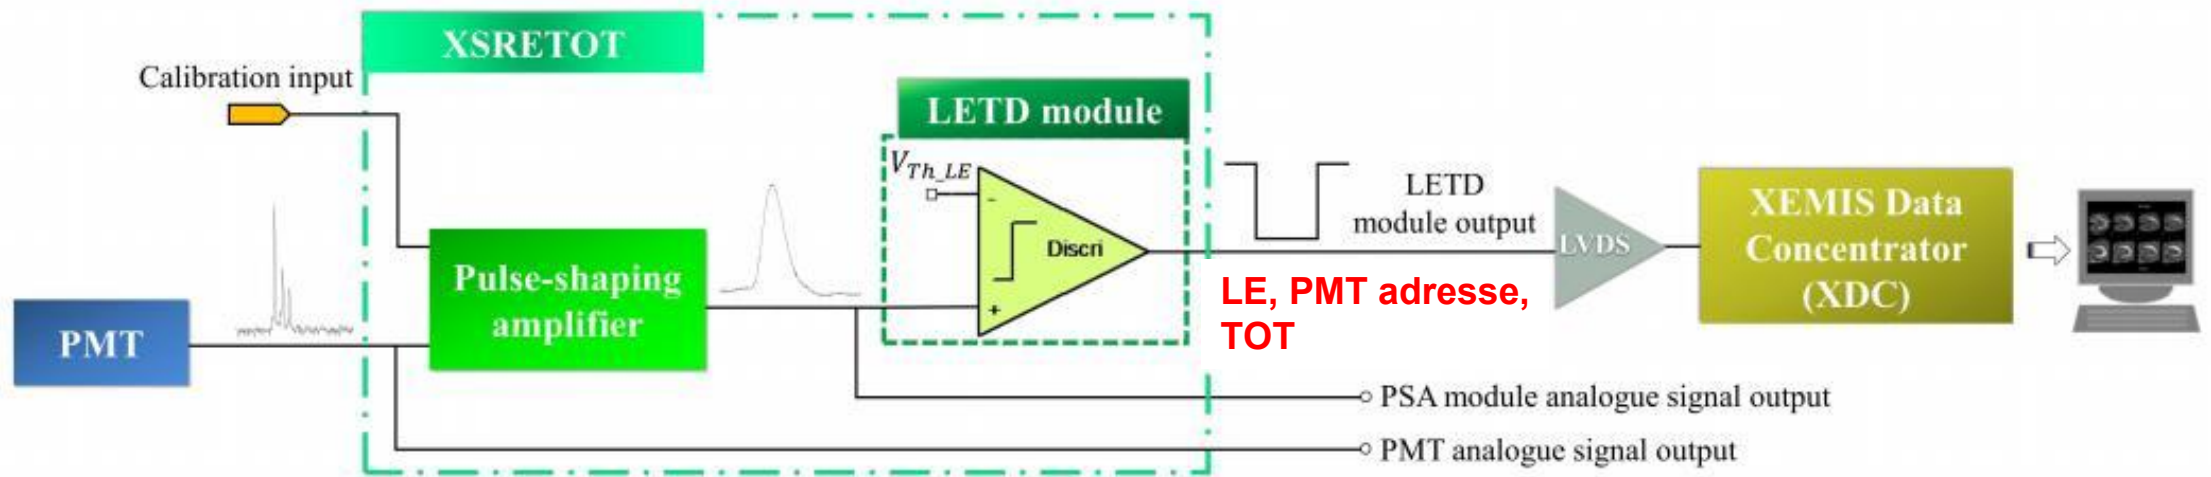 XSRETOT
Calibration input
LETD module
V_Th_LE
-
Discri
+
LETD
module output
LVDS
XEMIS Data
Concentrator
(XDC)
Pulse-shaping
amplifier
PMT
LE, PMT adresse,
TOT
PSA module analogue signal output
PMT analogue signal output